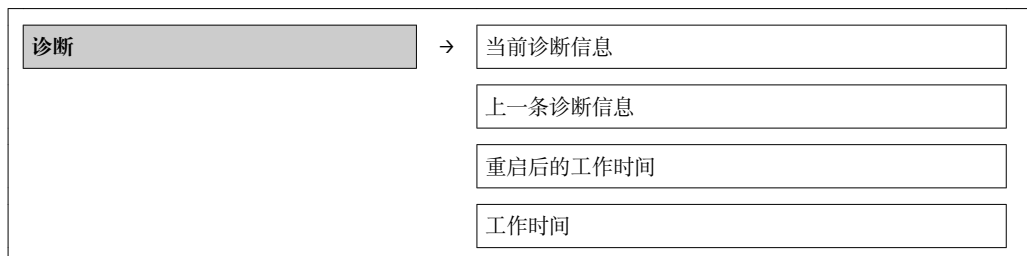 诊断 → 当前诊断信息
上一条诊断信息
重启后的工作时间
工作时间